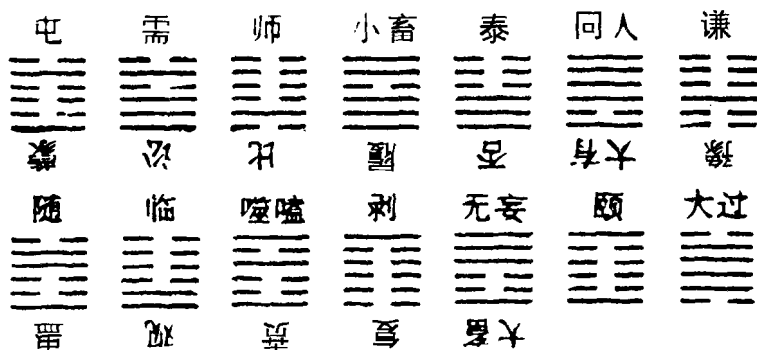 屯 需 师 小畜 泰 同人 谦
蒙 讼 比 履 否 大有 豫
随 临 噬嗑 剥 无妄 颐 大过
蛊 观 贲 复 大畜